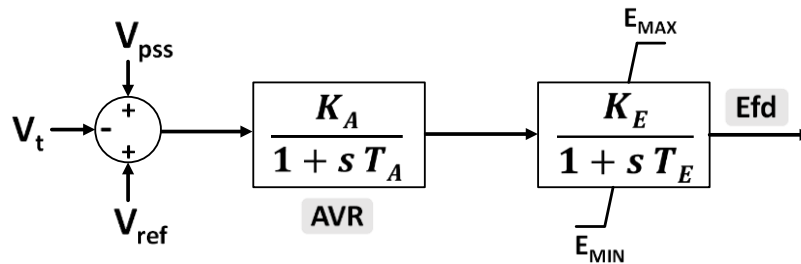 V_pss
+
V_t
-
+
V_ref
K_A
1 + s T_A
AVR
E_MAX
K_E
1 + s T_E
E_MIN
Efd